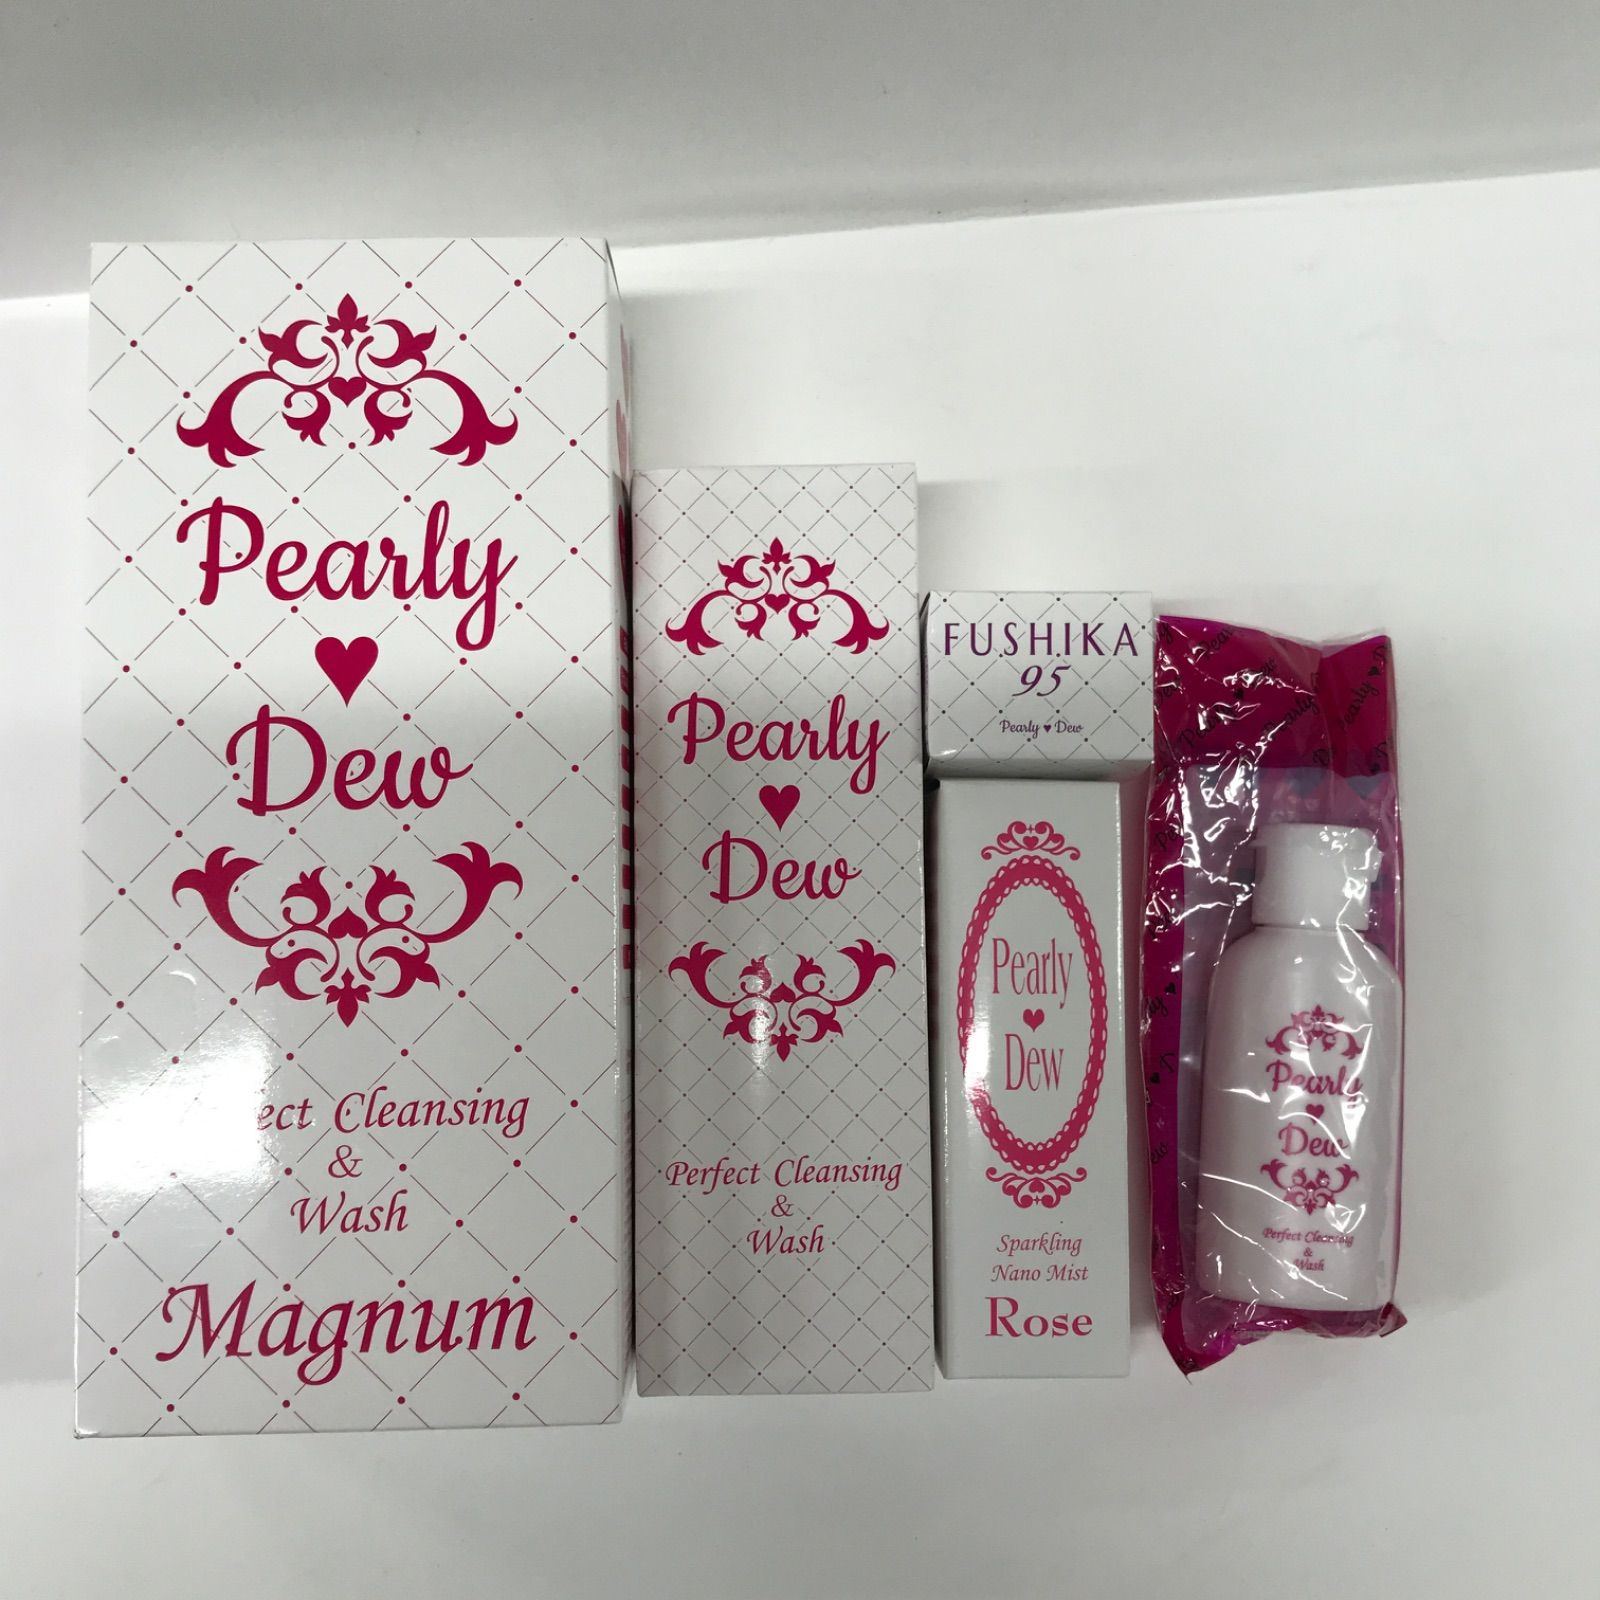 Pearly
♥
Dew
Cleansing
&
Wash
Magnum
Pearly
♥
Dew
Perfect Cleansing
&
Wash
FUSHIKA
95
Pearly ♥ Dew
Pearly
♥
Dew
Sparkling
Nano Mist
Rose
Pearly
♥
Dew
Perfect Cleansing
&
Wash